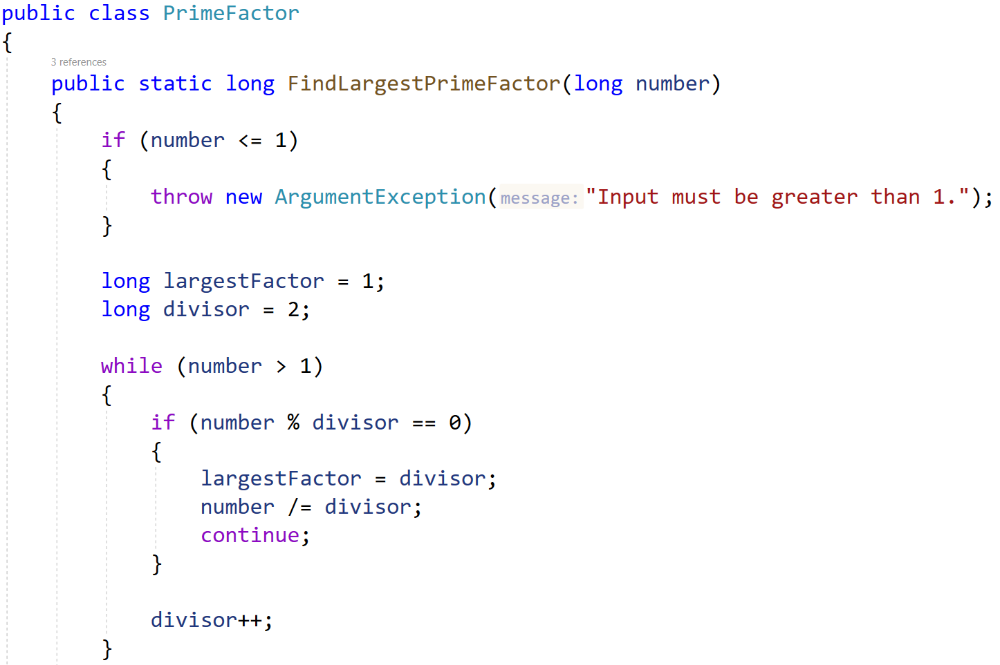 public class PrimeFactor
{
3 references
public static long FindLargestPrimeFactor(long number)
{
if (number <= 1)
{
throw new ArgumentException(message:"Input must be greater than 1.");
}
long largestFactor = 1;
long divisor = 2;
while (number > 1)
{
if (number % divisor == 0)
{
largestFactor = divisor;
number /= divisor;
continue;
}
divisor++;
}